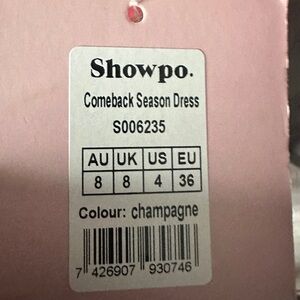 Showpo.
Comeback Season Dress
S006235
AU UK US EU
8 8 4 36
Colour: champagne
7 426907 930746